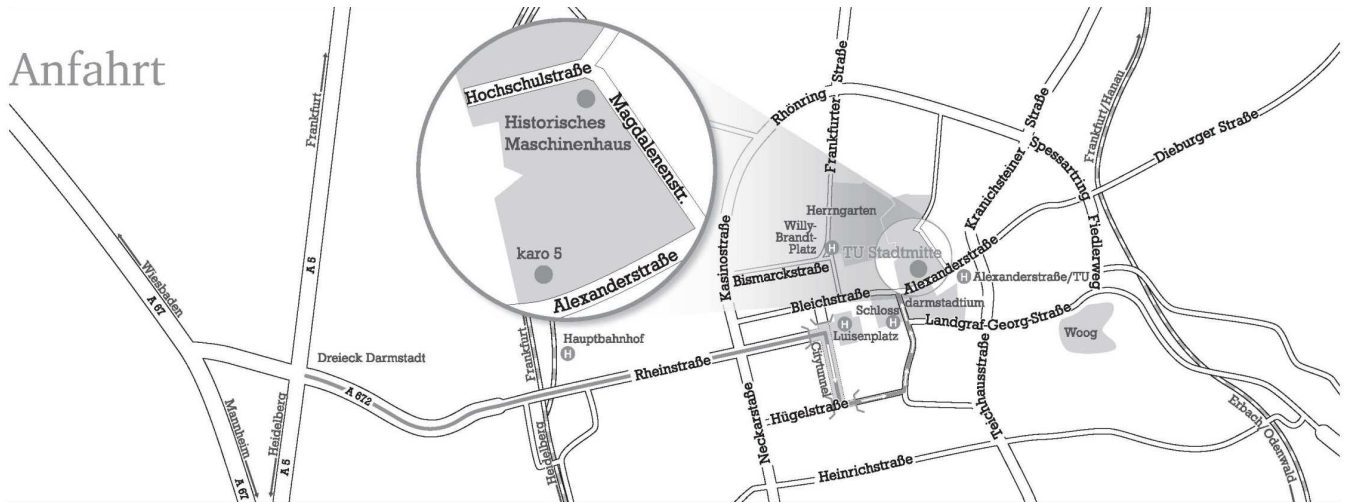 Anfahrt
Frankfurt
A 5
Wiesbaden
A 67
Mannheim
A 67
Heidelberg
A 5
Dreieck Darmstadt
A 672
Hochschulstraße
Historisches
Maschinenhaus
Magdalenenstr.
karo 5
Alexanderstraße
Frankfurt
Hauptbahnhof
H
Heidelberg
Rheinstraße
Rhönring
Frankfurter Straße
Kasinostraße
Herrngarten
Willy-
Brandt-
Platz
H
TU Stadtmitte
Bismarckstraße
Bleichstraße
Alexanderstraße
H
Alexanderstraße/TU
darmstadtium
Schloss
H
H
Luisenplatz
Landgraf-Georg-Straße
Citytunnel
Hügelstraße
Neckarstaße
Heinrichstraße
Teichhausstraße
Kranichsteiner Straße
Spessartring
Fiedlerweg
Dieburger Straße
Frankfurt/Hanau
Woog
Erbach/Odenwald